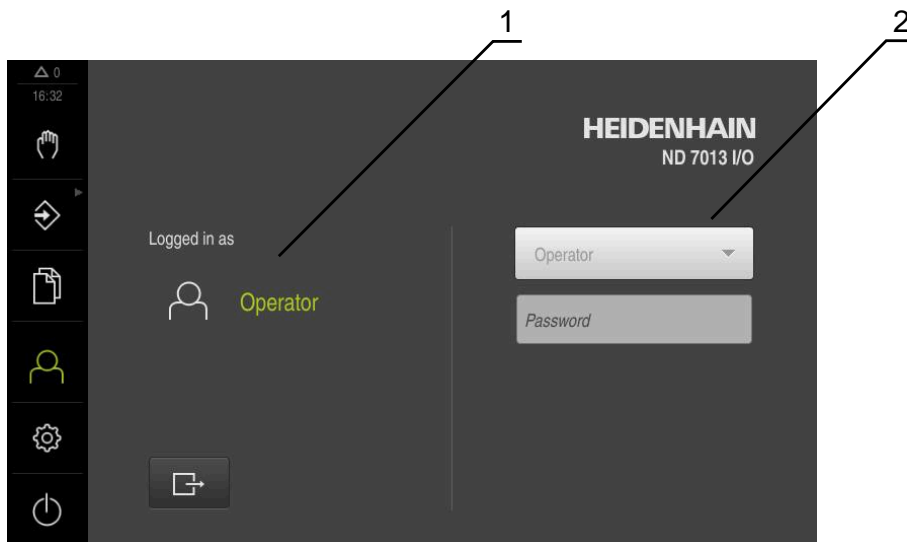 1
2
0
16:32
HEIDENHAIN
ND 7013 I/O
Logged in as
Operator
Operator
Password